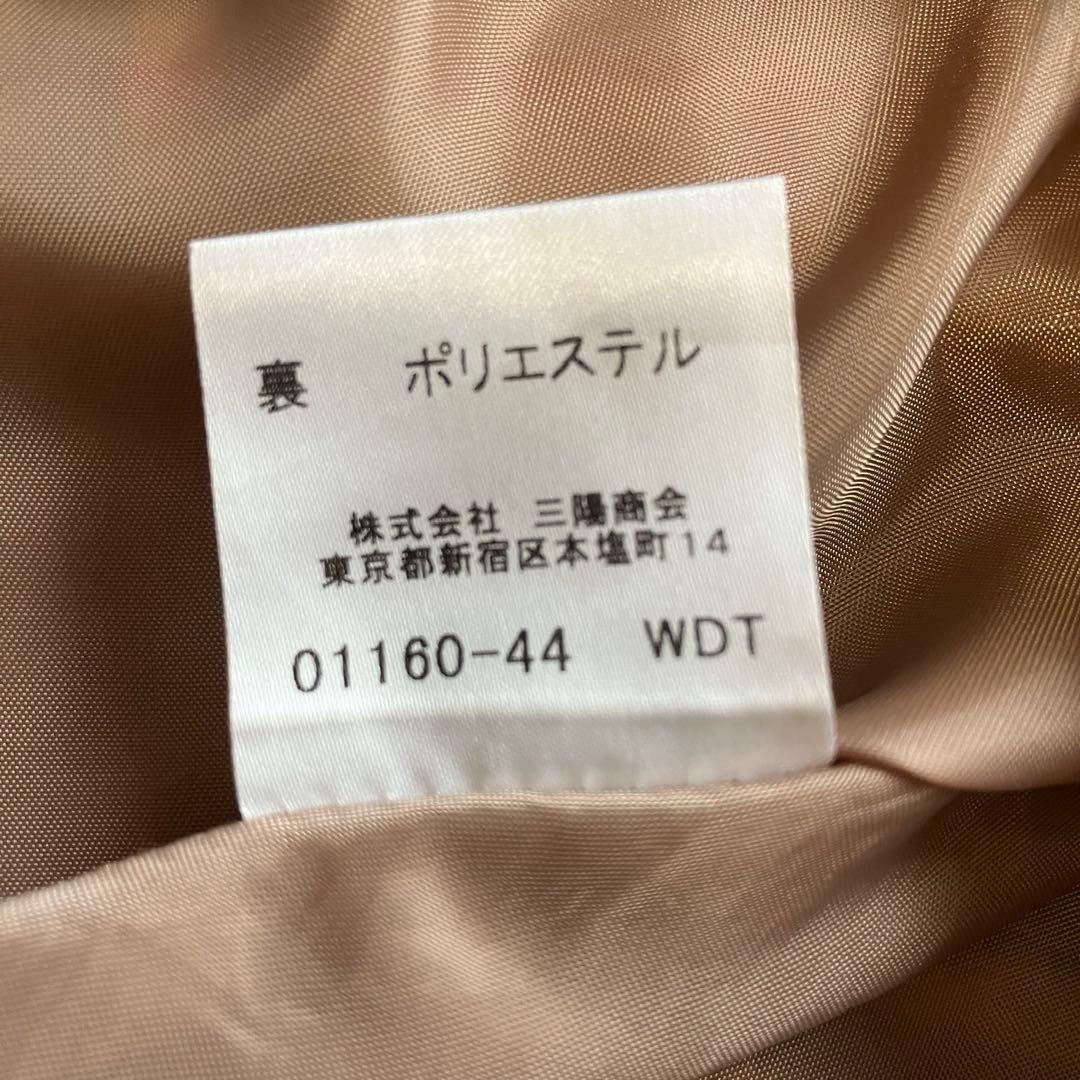 裏 ポリエステル
株式会社 三陽商会
東京都新宿区本塩町14
01160-44 WDT